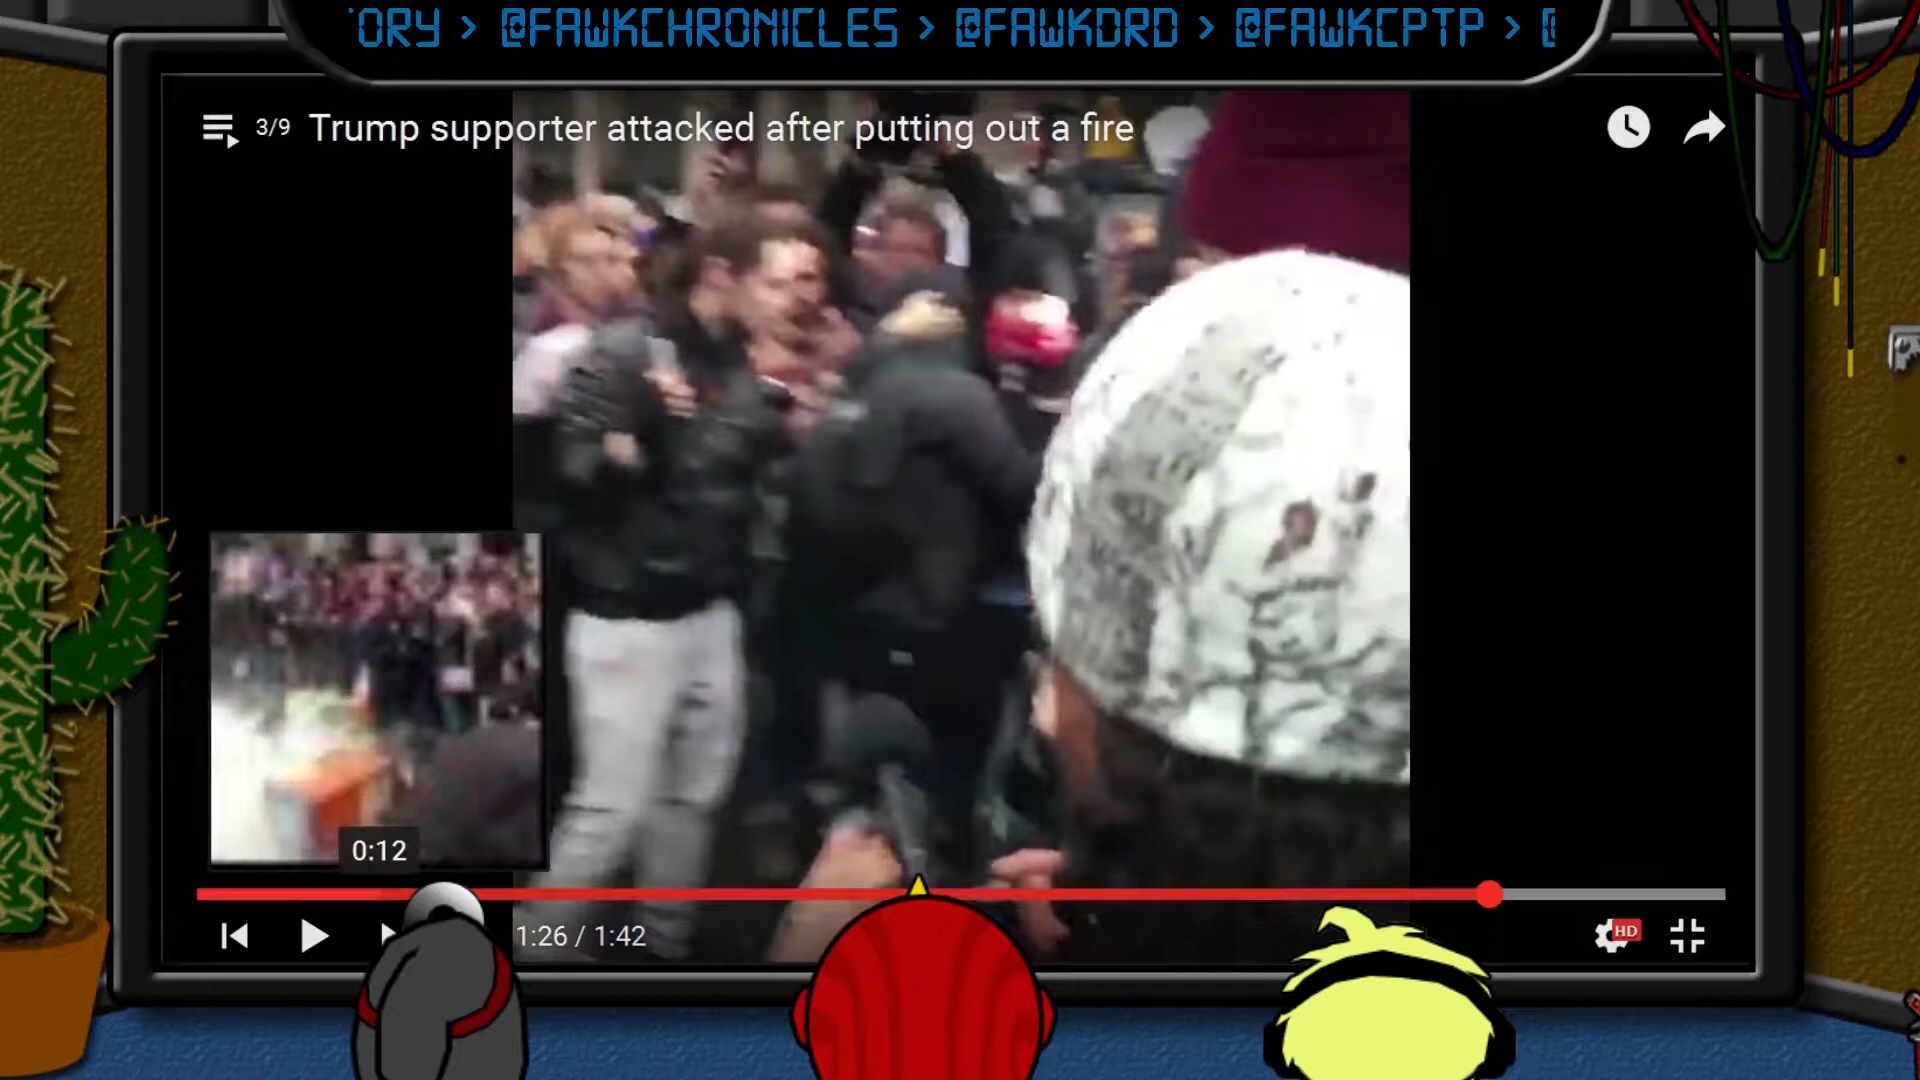 ORY > @FAWKCHRONICLES > @FAWKDRD > @FAWKCPTP >
3/9 Trump supporter attacked after putting out a fire
0:12
1:26 / 1:42
HD